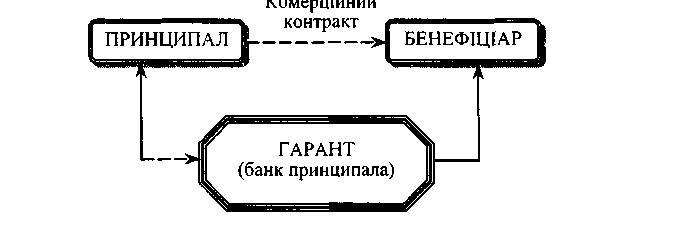 Комерційний
контракт
ПРИНЦИПАЛ
БЕНЕФІЦІАР
ГАРАНТ
(банк принципала)